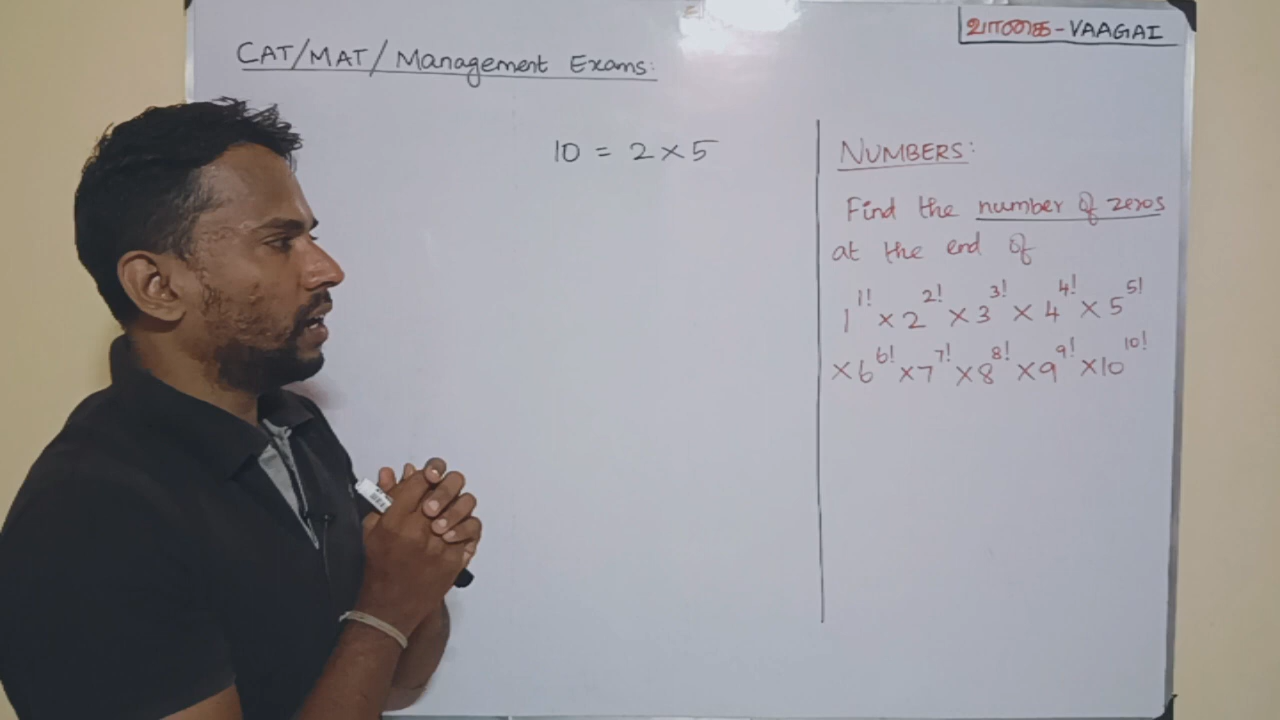 வாகை - VAAGAI
CAT/MAT/Management Exams:
10 = 2 × 5
NUMBERS:
Find the number of zeros
at the end of
1^1! × 2^2! × 3^3! × 4^4! × 5^5!
× 6^6! × 7^7! × 8^8! × 9^9! × 10^10!